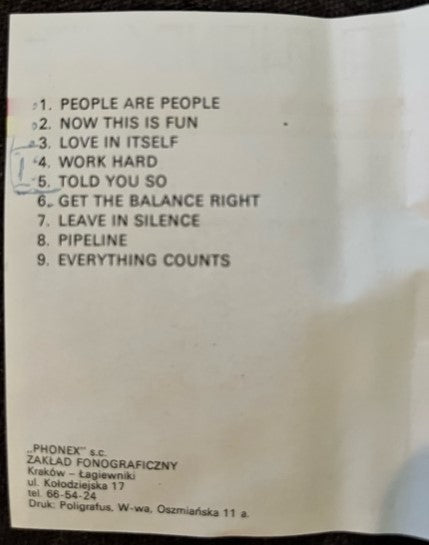 1. PEOPLE ARE PEOPLE
2. NOW THIS IS FUN
3. LOVE IN ITSELF
4. WORK HARD
5. TOLD YOU SO
6. GET THE BALANCE RIGHT
7. LEAVE IN SILENCE
8. PIPELINE
9. EVERYTHING COUNTS
„PHONEX” s.c.
ZAKŁAD FONOGRAFICZNY
Kraków – Łagiewniki
ul. Kołodziejska 17
tel. 66-54-24
Druk: Poligrafus, W-wa, Oszmiańska 11 a.